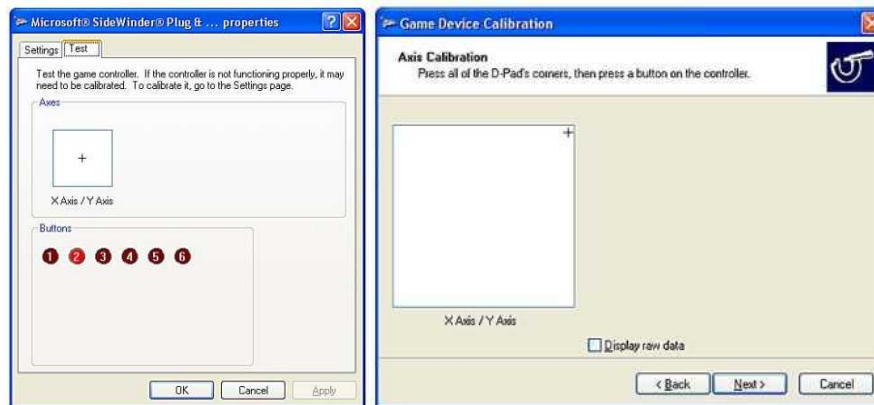 Microsoft® SideWinder® Plug & ... properties
Settings Test
Test the game controller. If the controller is not functioning properly, it may
need to be calibrated. To calibrate it, go to the Settings page.
Axes
X Axis / Y Axis
Buttons
1 2 3 4 5 6
OK Cancel Apply
Game Device Calibration
Axis Calibration
Press all of the D-Pad's corners, then press a button on the controller.
X Axis / Y Axis
Display raw data
< Back Next > Cancel